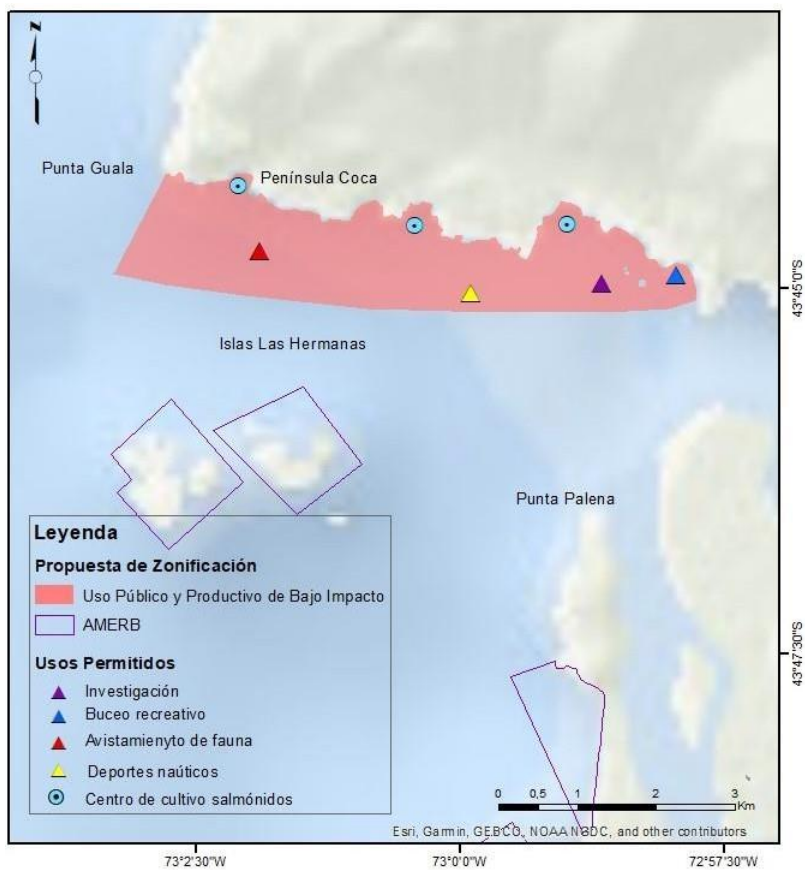 Z
Punta Guala
Península Coca
43°45'0"S
Islas Las Hermanas
Punta Palena
Leyenda
Propuesta de Zonificación
Uso Público y Productivo de Bajo Impacto
AMERB
Usos Permitidos
Investigación
Buceo recreativo
Avistamienyto de fauna
Deportes naúticos
Centro de cultivo salmónidos
43°47'30"S
0 0,5 1 2 3
Km
Esri, Garmin, GEBCO, NOAA NGDC, and other contributors
73°2'30"W 73°0'0"W 72°57'30"W